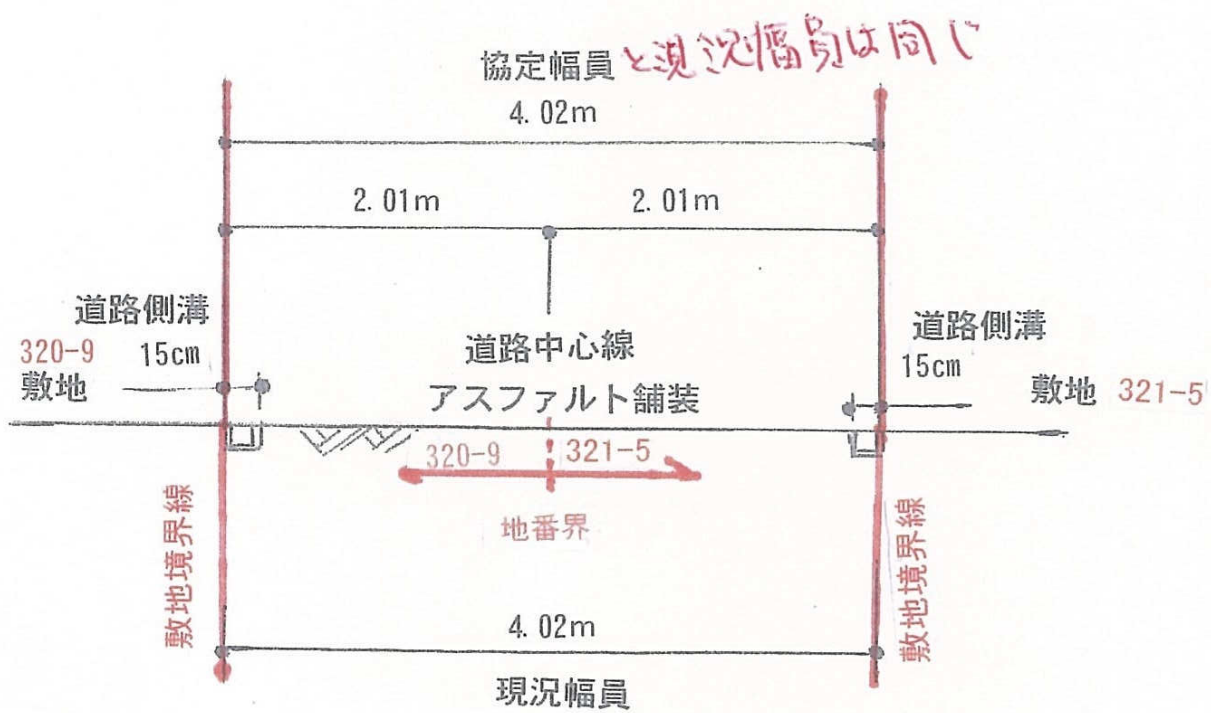 協定幅員と現況幅員は同じ
4.02m
2.01m 2.01m
道路側溝
15cm
320-9
敷地
道路中心線
アスファルト舗装
道路側溝
15cm
敷地 321-5
320-9 321-5
地番界
敷地境界線
敷地境界線
4.02m
現況幅員